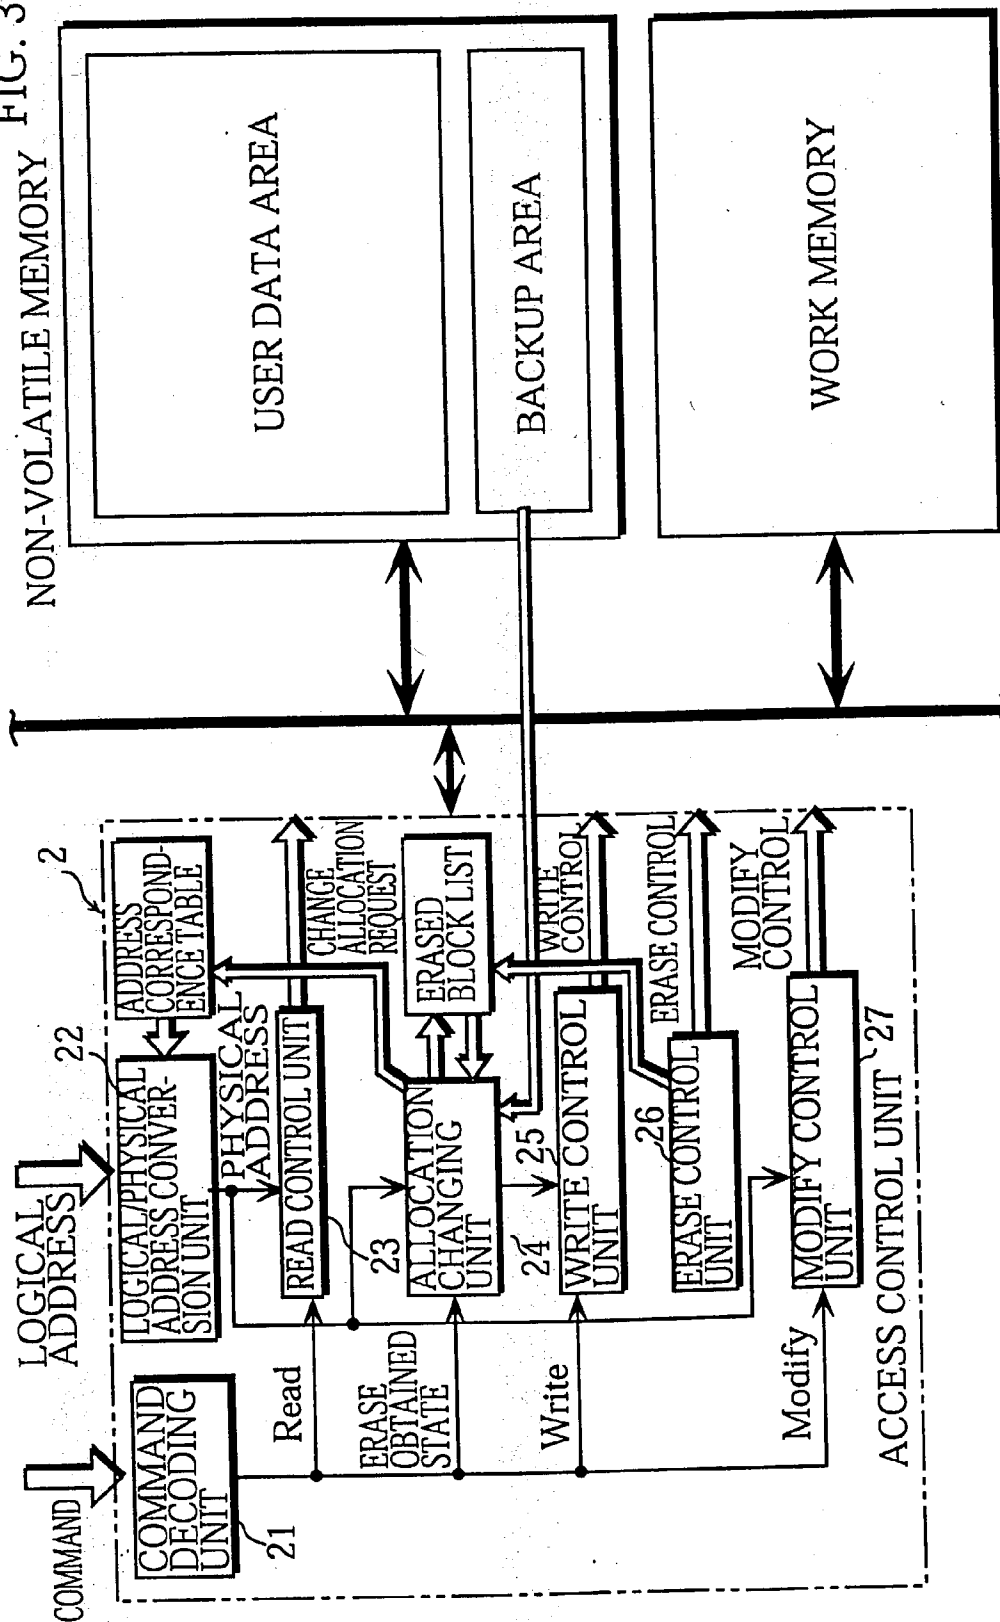 FIG. 3
NON-VOLATILE MEMORY
USER DATA AREA
BACKUP AREA
WORK MEMORY
2
ADDRESS
CORRESPOND-
ENCE TABLE
CHANGE
ALLOCATION
REQUEST
ERASED
BLOCK LIST
WRITE
CONTROL
ERASE CONTROL
MODIFY
CONTROL
LOGICAL
ADDRESS
22
LOGICAL/PHYSICAL
ADDRESS CONVER-
SION UNIT
PHYSICAL
ADDRESS
READ CONTROL UNIT
23
ALLOCATION
CHANGING
UNIT
24
25
WRITE CONTROL
UNIT
26
ERASE CONTROL
UNIT
MODIFY CONTROL
UNIT
27
COMMAND
COMMAND
DECODING
UNIT
21
Read
ERASE
OBTAINED
STATE
Write
Modify
ACCESS CONTROL UNIT